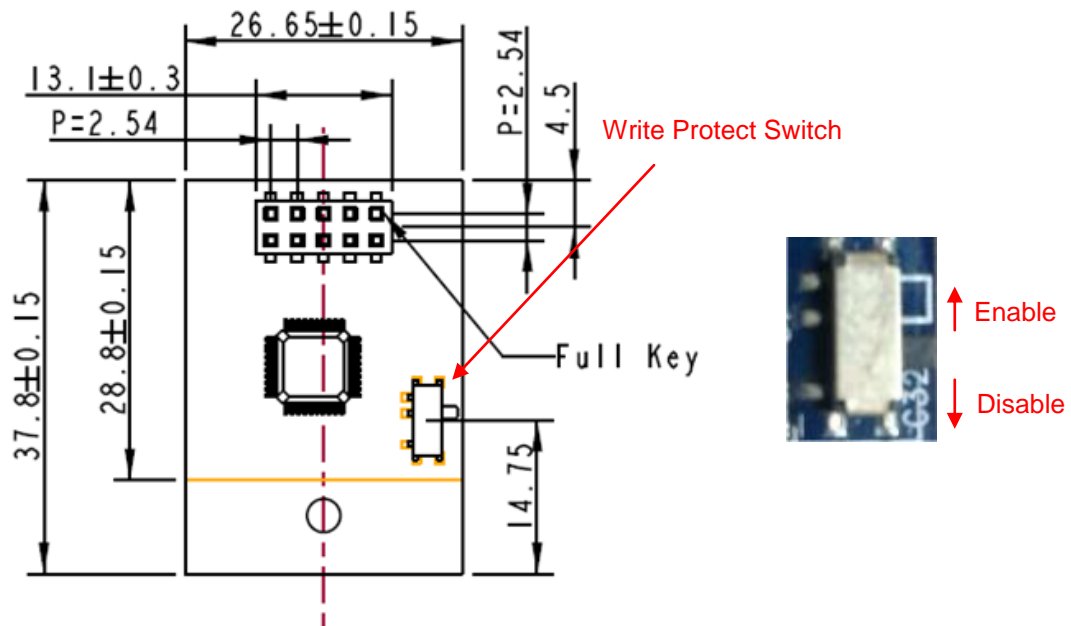 26.65±0.15
13.1±0.3
P=2.54
P=2.54
4.5
Write Protect Switch
37.8±0.15
28.8±0.15
Full Key
14.75
Enable
Disable
C32